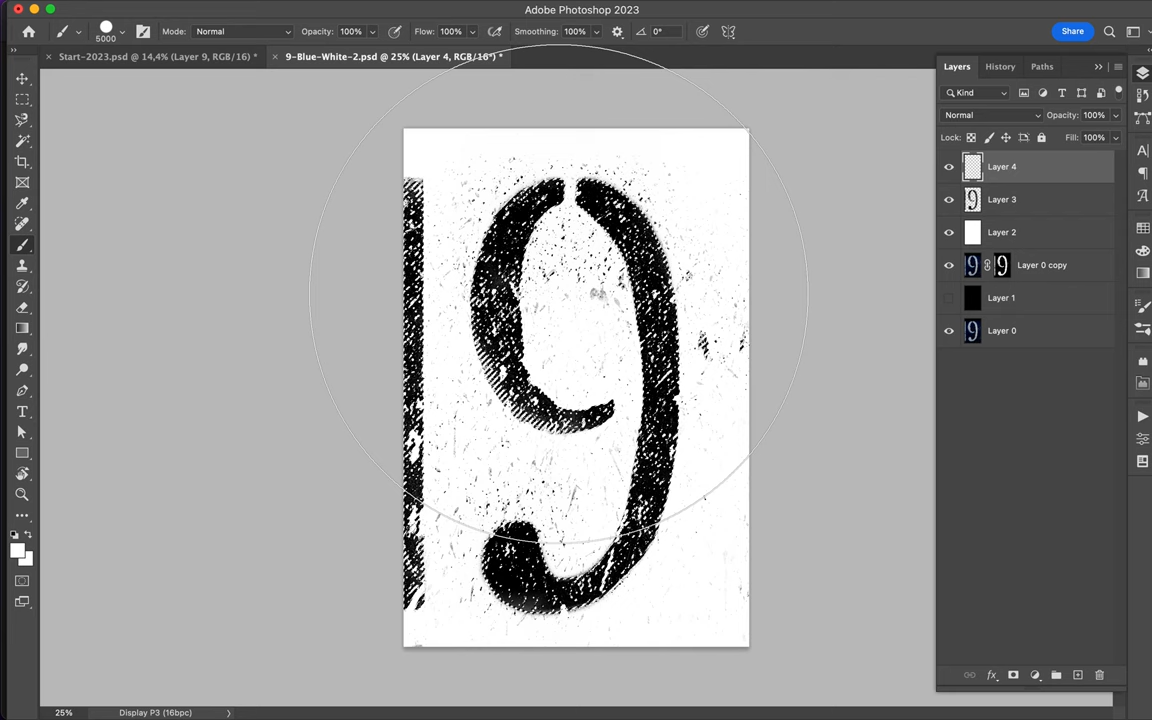 Adobe Photoshop 2023
5000 Mode: Normal Opacity: 100% Flow: 100% Smoothing: 100% 0° Share
Start-2023.psd @ 14,4% (Layer 9, RGB/16) * 9-Blue-White-2.psd @ 25% (Layer 4, RGB/16*) *
Layers History Paths
Kind
Normal Opacity: 100%
Lock: Fill: 100%
Layer 4
Layer 3
Layer 2
Layer 0 copy
Layer 1
Layer 0
9
25% Display P3 (16bpc)